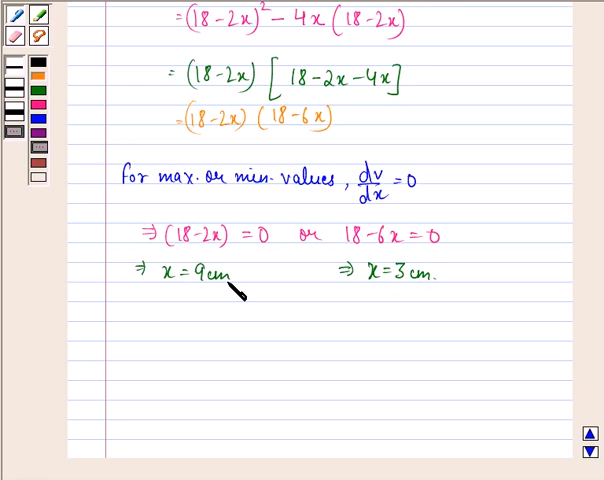 = (18-2x)² - 4x (18-2x)
= (18-2x) [ 18-2x-4x]
= (18-2x) (18-6x)
For max. or min. values, dv/dx = 0
⇒ (18-2x) = 0 or 18-6x = 0
⇒ x = 9cm ⇒ x = 3 cm.